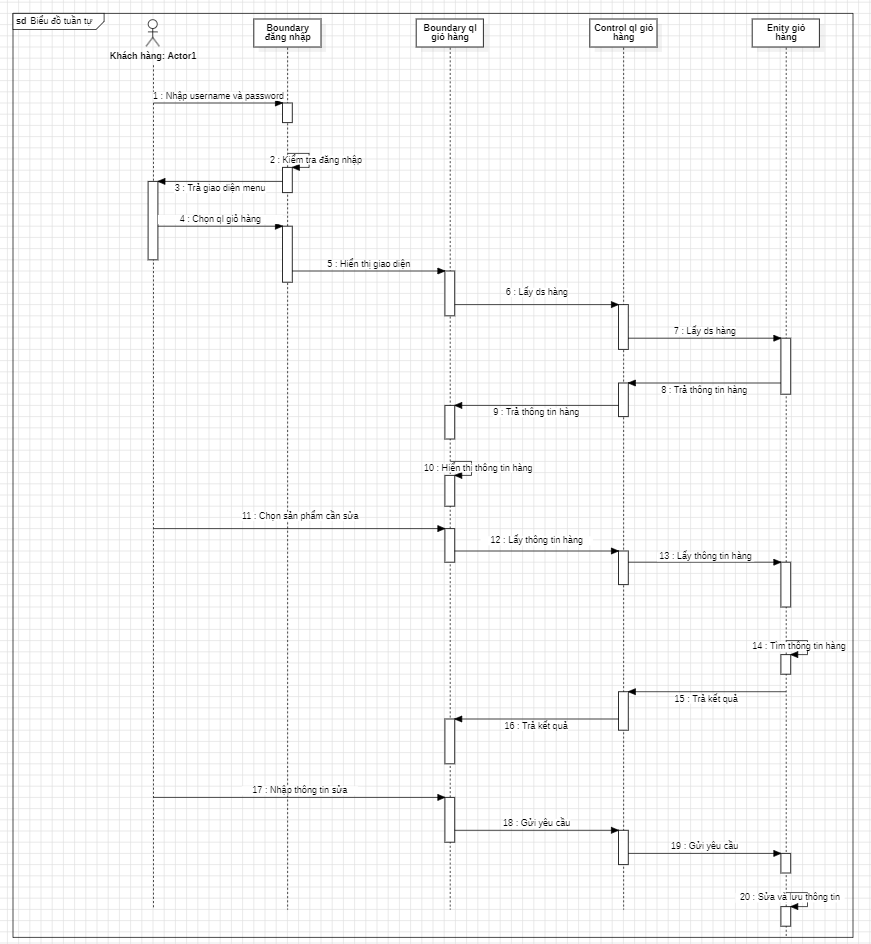 sd Biểu đồ tuần tự
Khách hàng: Actor1
Boundary
đăng nhập
Boundary ql
giỏ hàng
Control ql giỏ
hàng
Enity giỏ
hàng
1 : Nhập username và password
2 : Kiểm tra đăng nhập
3 : Trả giao diện menu
4 : Chọn ql giỏ hàng
5 : Hiển thị giao diện
6 : Lấy ds hàng
7 : Lấy ds hàng
8 : Trả thông tin hàng
9 : Trả thông tin hàng
10 : Hiển thị thông tin hàng
11 : Chọn sản phẩm cần sửa
12 : Lấy thông tin hàng
13 : Lấy thông tin hàng
14 : Tìm thông tin hàng
15 : Trả kết quả
16 : Trả kết quả
17 : Nhập thông tin sửa
18 : Gửi yêu cầu
19 : Gửi yêu cầu
20 : Sửa và lưu thông tin